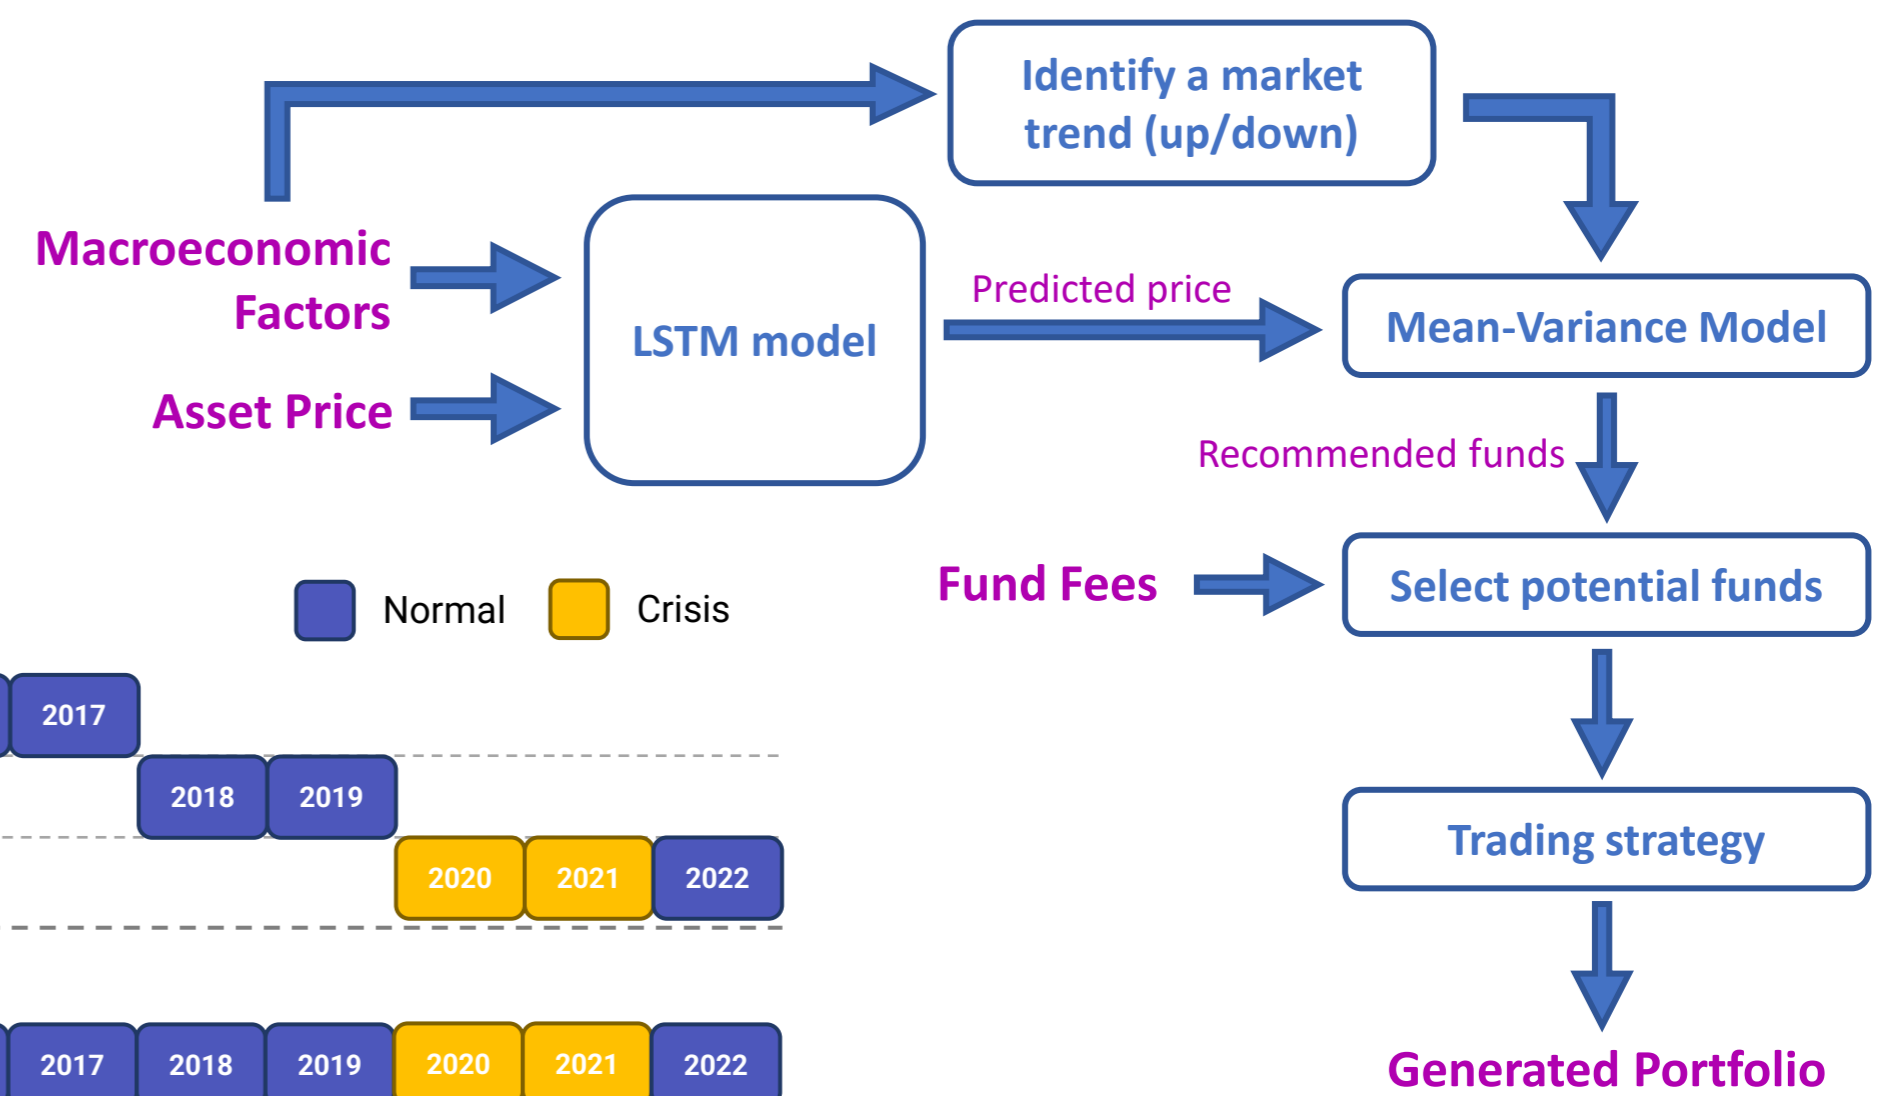 Identify a market
trend (up/down)
Macroeconomic
Factors
Asset Price
LSTM model
Predicted price
Mean-Variance Model
Recommended funds
Fund Fees
Select potential funds
Trading strategy
Generated Portfolio
Normal
Crisis
2017
2018 2019
2020 2021 2022
2017 2018 2019 2020 2021 2022